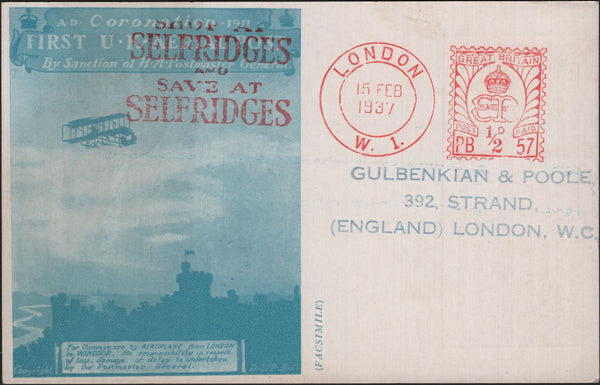 A.D. Coronation 1911
FIRST U.K. AERIAL
By Sanction of H.M. Postmaster General
SHOP AT
SELFRIDGES
AND
SAVE AT
SELFRIDGES
LONDON
15 FEB
1937
W. 1.
GREAT BRITAIN
POST PAID
½D
PB 57
GULBENKIAN & POOLE,
392, STRAND,
(ENGLAND) LONDON, W.C.
(FACSIMILE)
For Conveyance by AEROPLANE from LONDON
to WINDSOR. No responsibility in respect
of loss, damage, or delay, is undertaken
by the Postmaster General.
Copyright